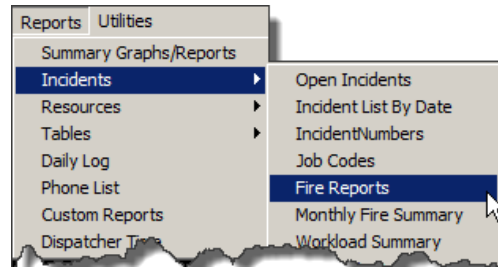 Reports Utilities
Summary Graphs/Reports
Incidents
Resources
Tables
Daily Log
Phone List
Custom Reports
Dispatcher
Open Incidents
Incident List By Date
IncidentNumbers
Job Codes
Fire Reports
Monthly Fire Summary
Workload Summary